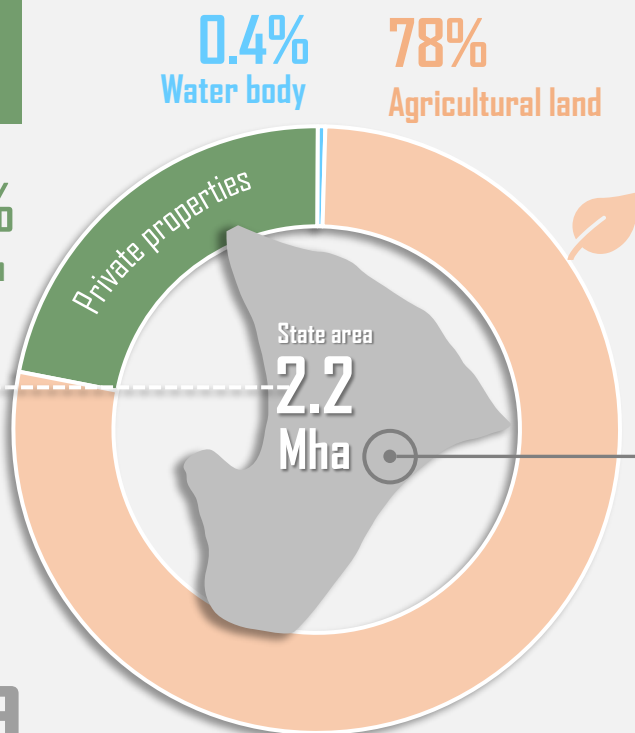 0.4%
Water body
78%
Agricultural land
%
Private properties
State area
2.2
Mha